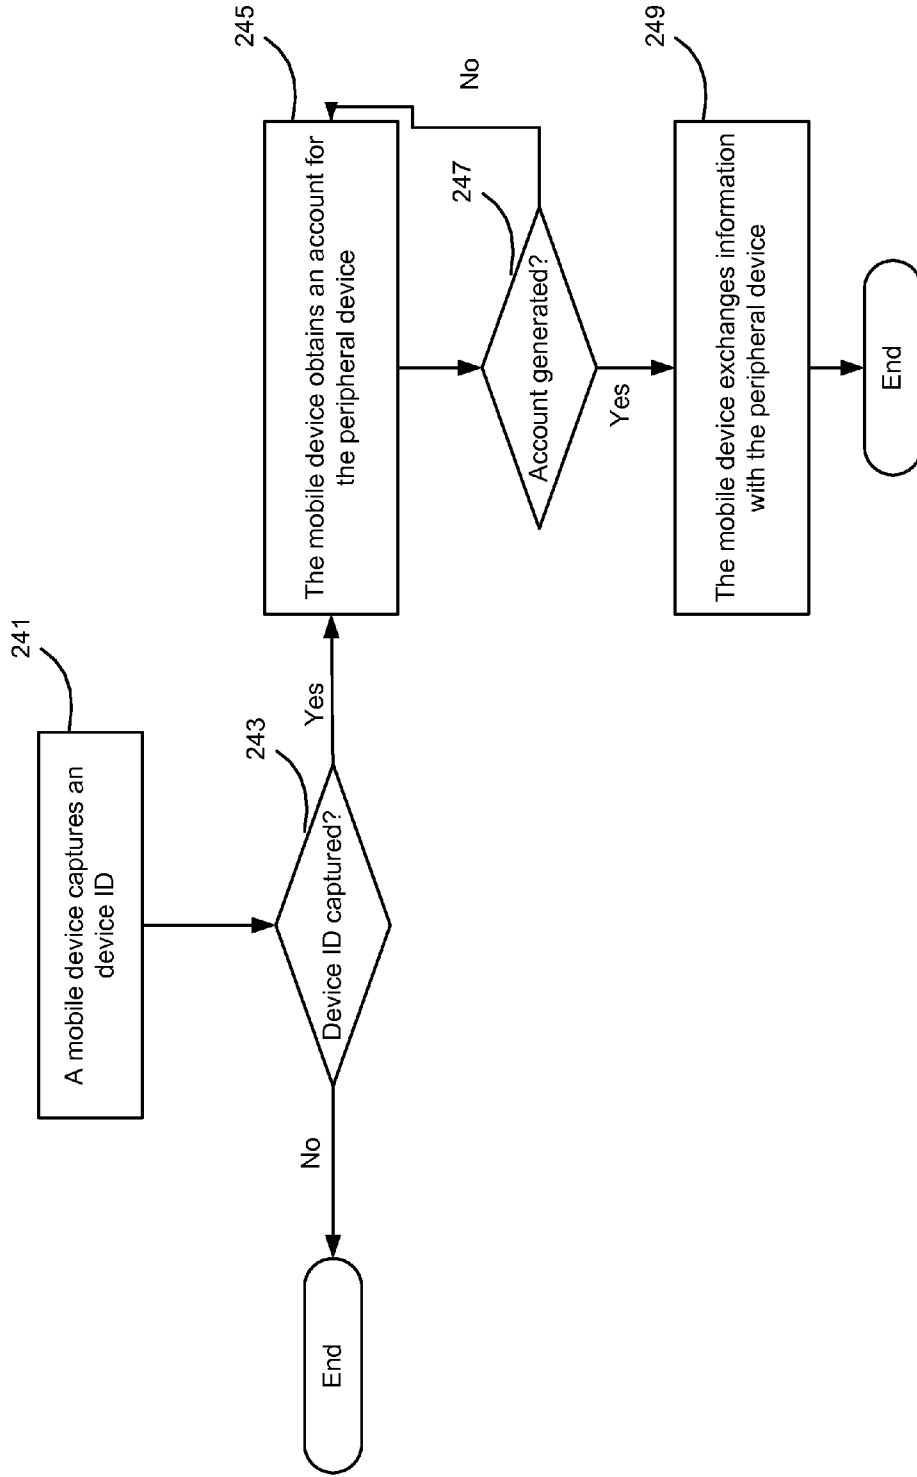 241
A mobile device captures an
device ID
243
Device ID captured?
No
End
Yes
245
The mobile device obtains an account for
the peripheral device
247
Account generated?
No
Yes
249
The mobile device exchanges information
with the peripheral device
End